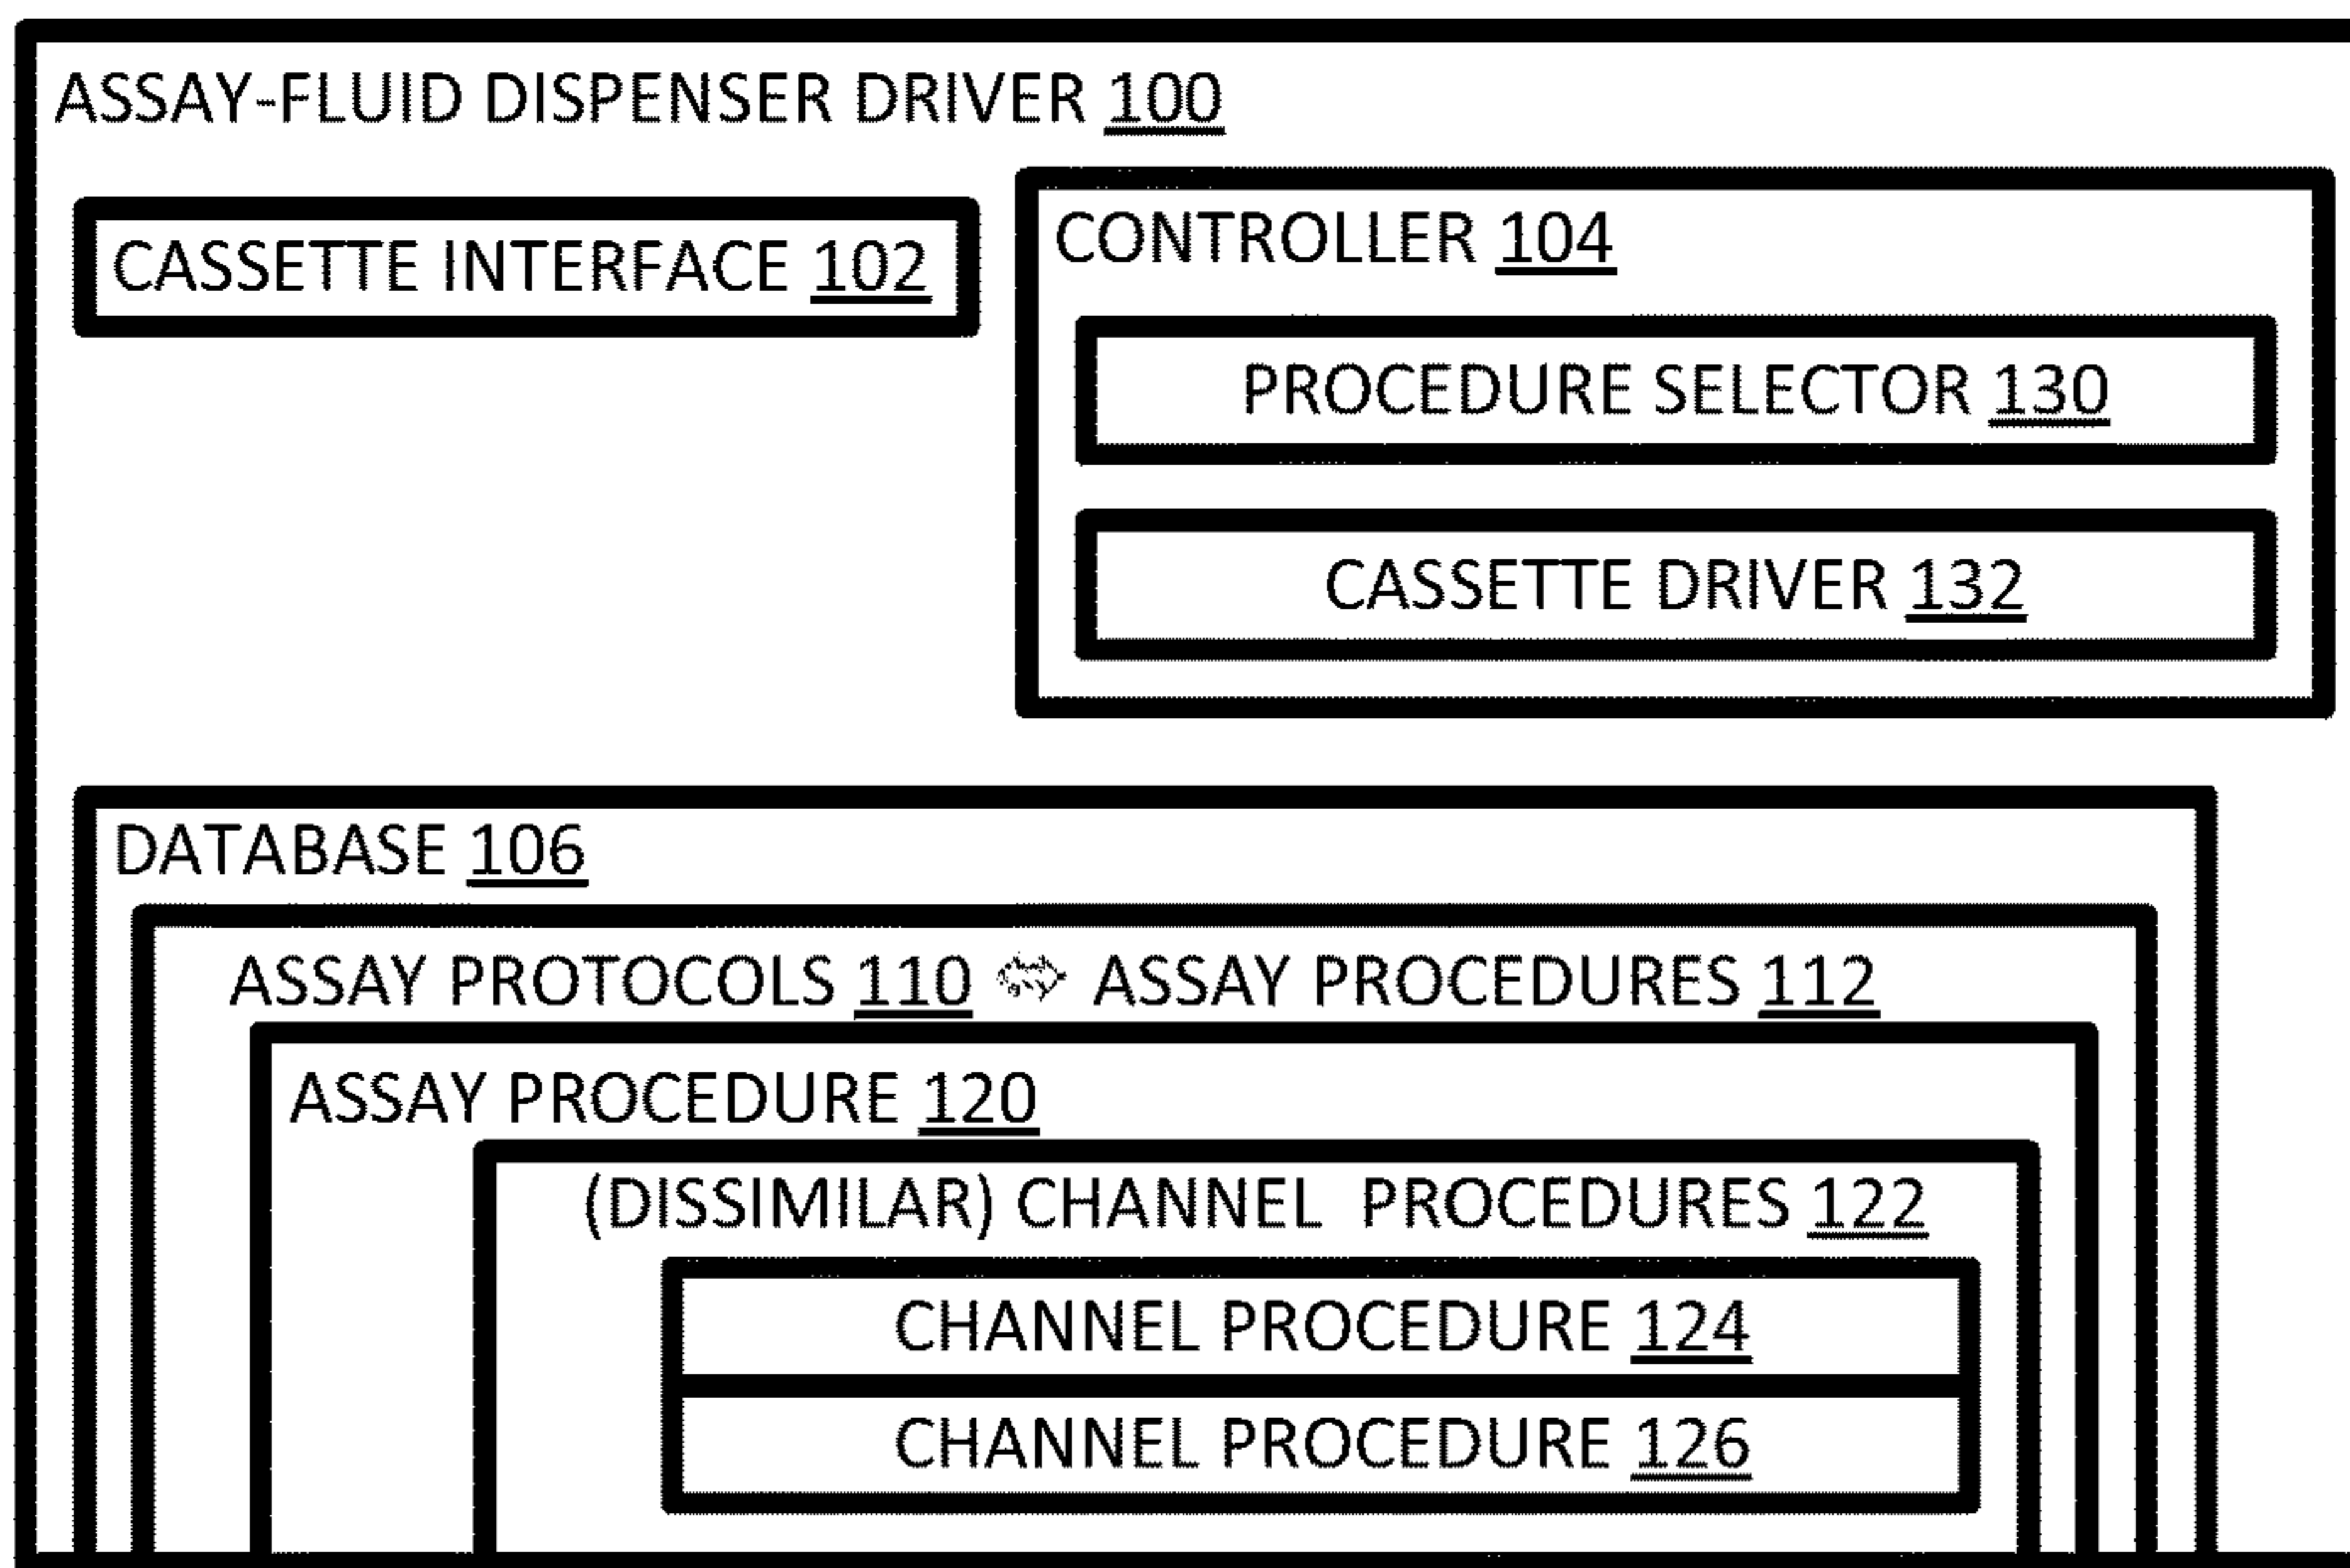 ASSAY-FLUID DISPENSER DRIVER 100
CASSETTE INTERFACE 102
CONTROLLER 104
PROCEDURE SELECTOR 130
CASSETTE DRIVER 132
DATABASE 106
ASSAY PROTOCOLS 110 ⇔ ASSAY PROCEDURES 112
ASSAY PROCEDURE 120
(DISSIMILAR) CHANNEL PROCEDURES 122
CHANNEL PROCEDURE 124
CHANNEL PROCEDURE 126